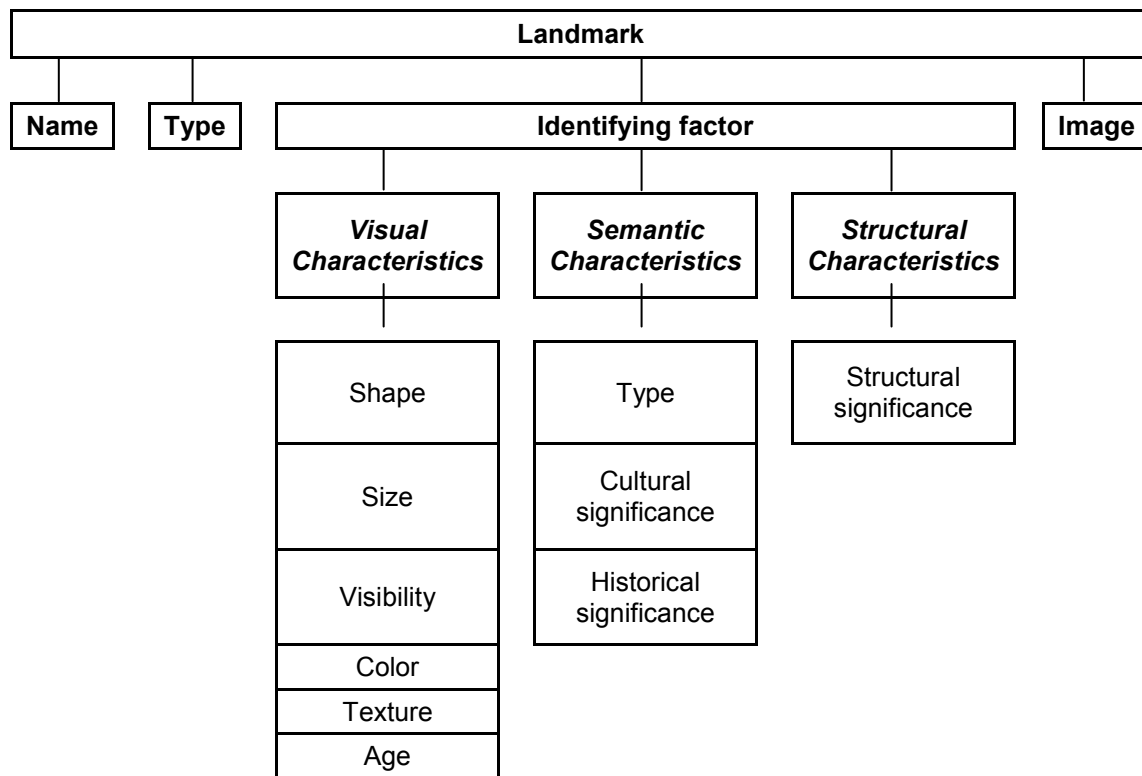 Landmark
Name
Type
Identifying factor
Image
Visual
Characteristics
Semantic
Characteristics
Structural
Characteristics
Shape
Size
Visibility
Color
Texture
Age
Type
Cultural
significance
Historical
significance
Structural
significance